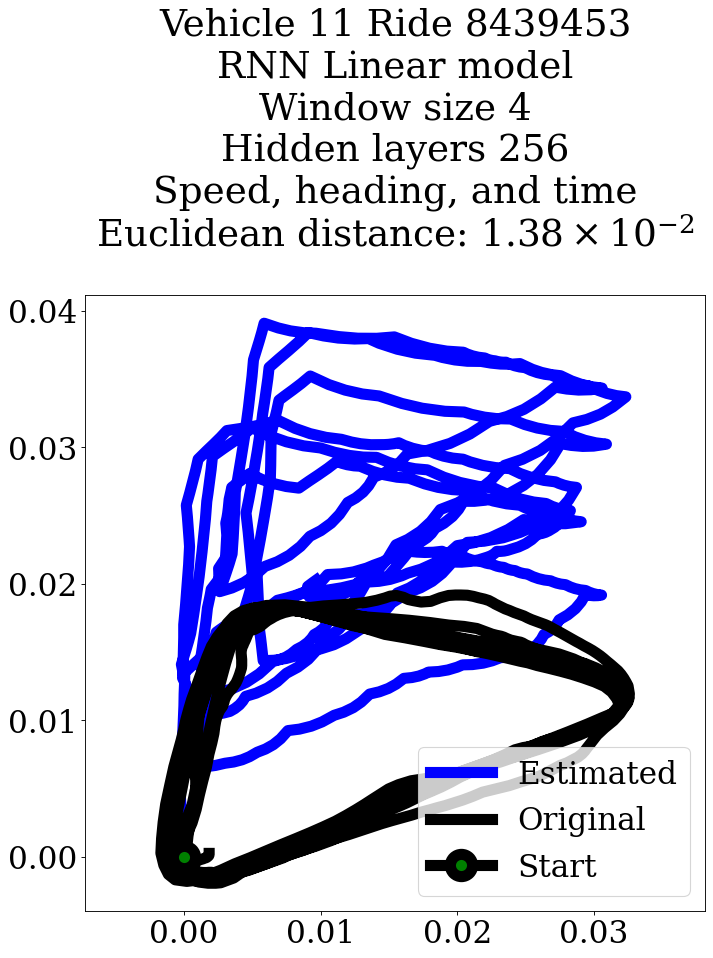 Vehicle 11 Ride 8439453
RNN Linear model
Window size 4
Hidden layers 256
Speed, heading, and time
Euclidean distance: 1.38 × 10⁻²
0.04
0.03
0.02
0.01
0.00
Estimated
Original
Start
0.00 0.01 0.02 0.03